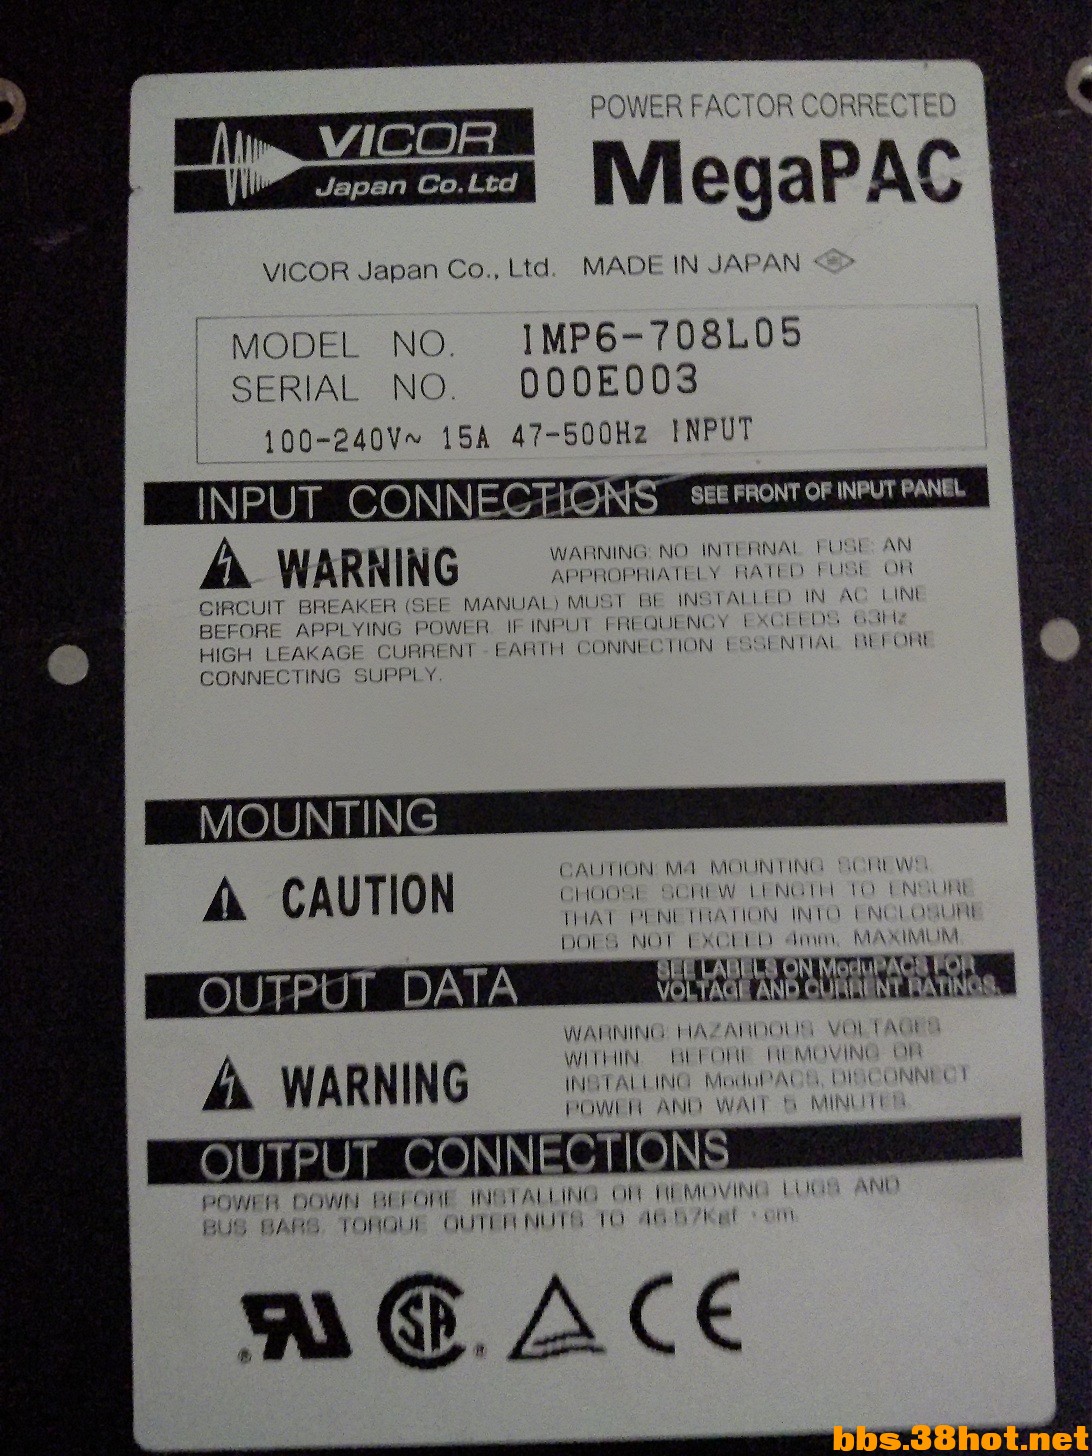 VICOR
Japan Co.Ltd
POWER FACTOR CORRECTED
MegaPAC
VICOR Japan Co., Ltd. MADE IN JAPAN
MODEL NO. 1MP6-708L05
SERIAL NO. 000E003
100-240V~ 15A 47-500Hz INPUT
INPUT CONNECTIONS SEE FRONT OF INPUT PANEL
WARNING
WARNING: NO INTERNAL FUSE: AN
APPROPRIATELY RATED FUSE OR
CIRCUIT BREAKER (SEE MANUAL) MUST BE INSTALLED IN AC LINE
BEFORE APPLYING POWER. IF INPUT FREQUENCY EXCEEDS 63Hz
HIGH LEAKAGE CURRENT - EARTH CONNECTION ESSENTIAL BEFORE
CONNECTING SUPPLY.
MOUNTING
CAUTION
CAUTION: M4 MOUNTING SCREWS.
CHOOSE SCREW LENGTH TO ENSURE
THAT PENETRATION INTO ENCLOSURE
DOES NOT EXCEED 4mm. MAXIMUM.
OUTPUT DATA
SEE LABELS ON ModuPACS FOR
VOLTAGE AND CURRENT RATINGS.
WARNING
WARNING: HAZARDOUS VOLTAGES
WITHIN. BEFORE REMOVING OR
INSTALLING ModuPACS, DISCONNECT
POWER AND WAIT 5 MINUTES.
OUTPUT CONNECTIONS
POWER DOWN BEFORE INSTALLING OR REMOVING LUGS AND
BUS BARS. TORQUE OUTER NUTS TO 46.57Kgf・cm.
CE
bbs.38hot.net